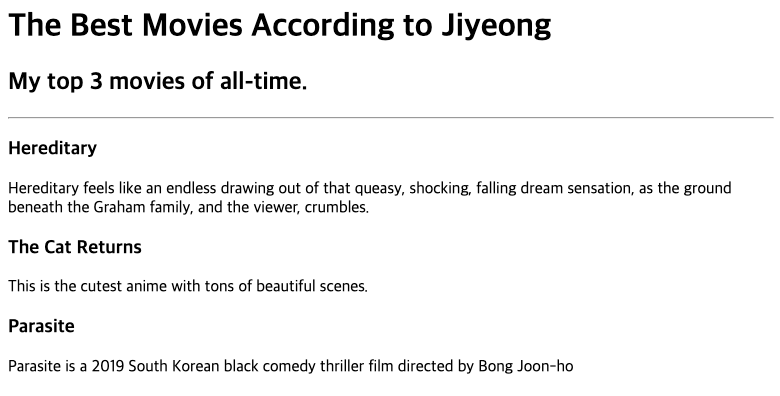 The Best Movies According to Jiyeong
My top 3 movies of all-time.
Hereditary
Hereditary feels like an endless drawing out of that queasy, shocking, falling dream sensation, as the ground
beneath the Graham family, and the viewer, crumbles.
The Cat Returns
This is the cutest anime with tons of beautiful scenes.
Parasite
Parasite is a 2019 South Korean black comedy thriller film directed by Bong Joon-ho